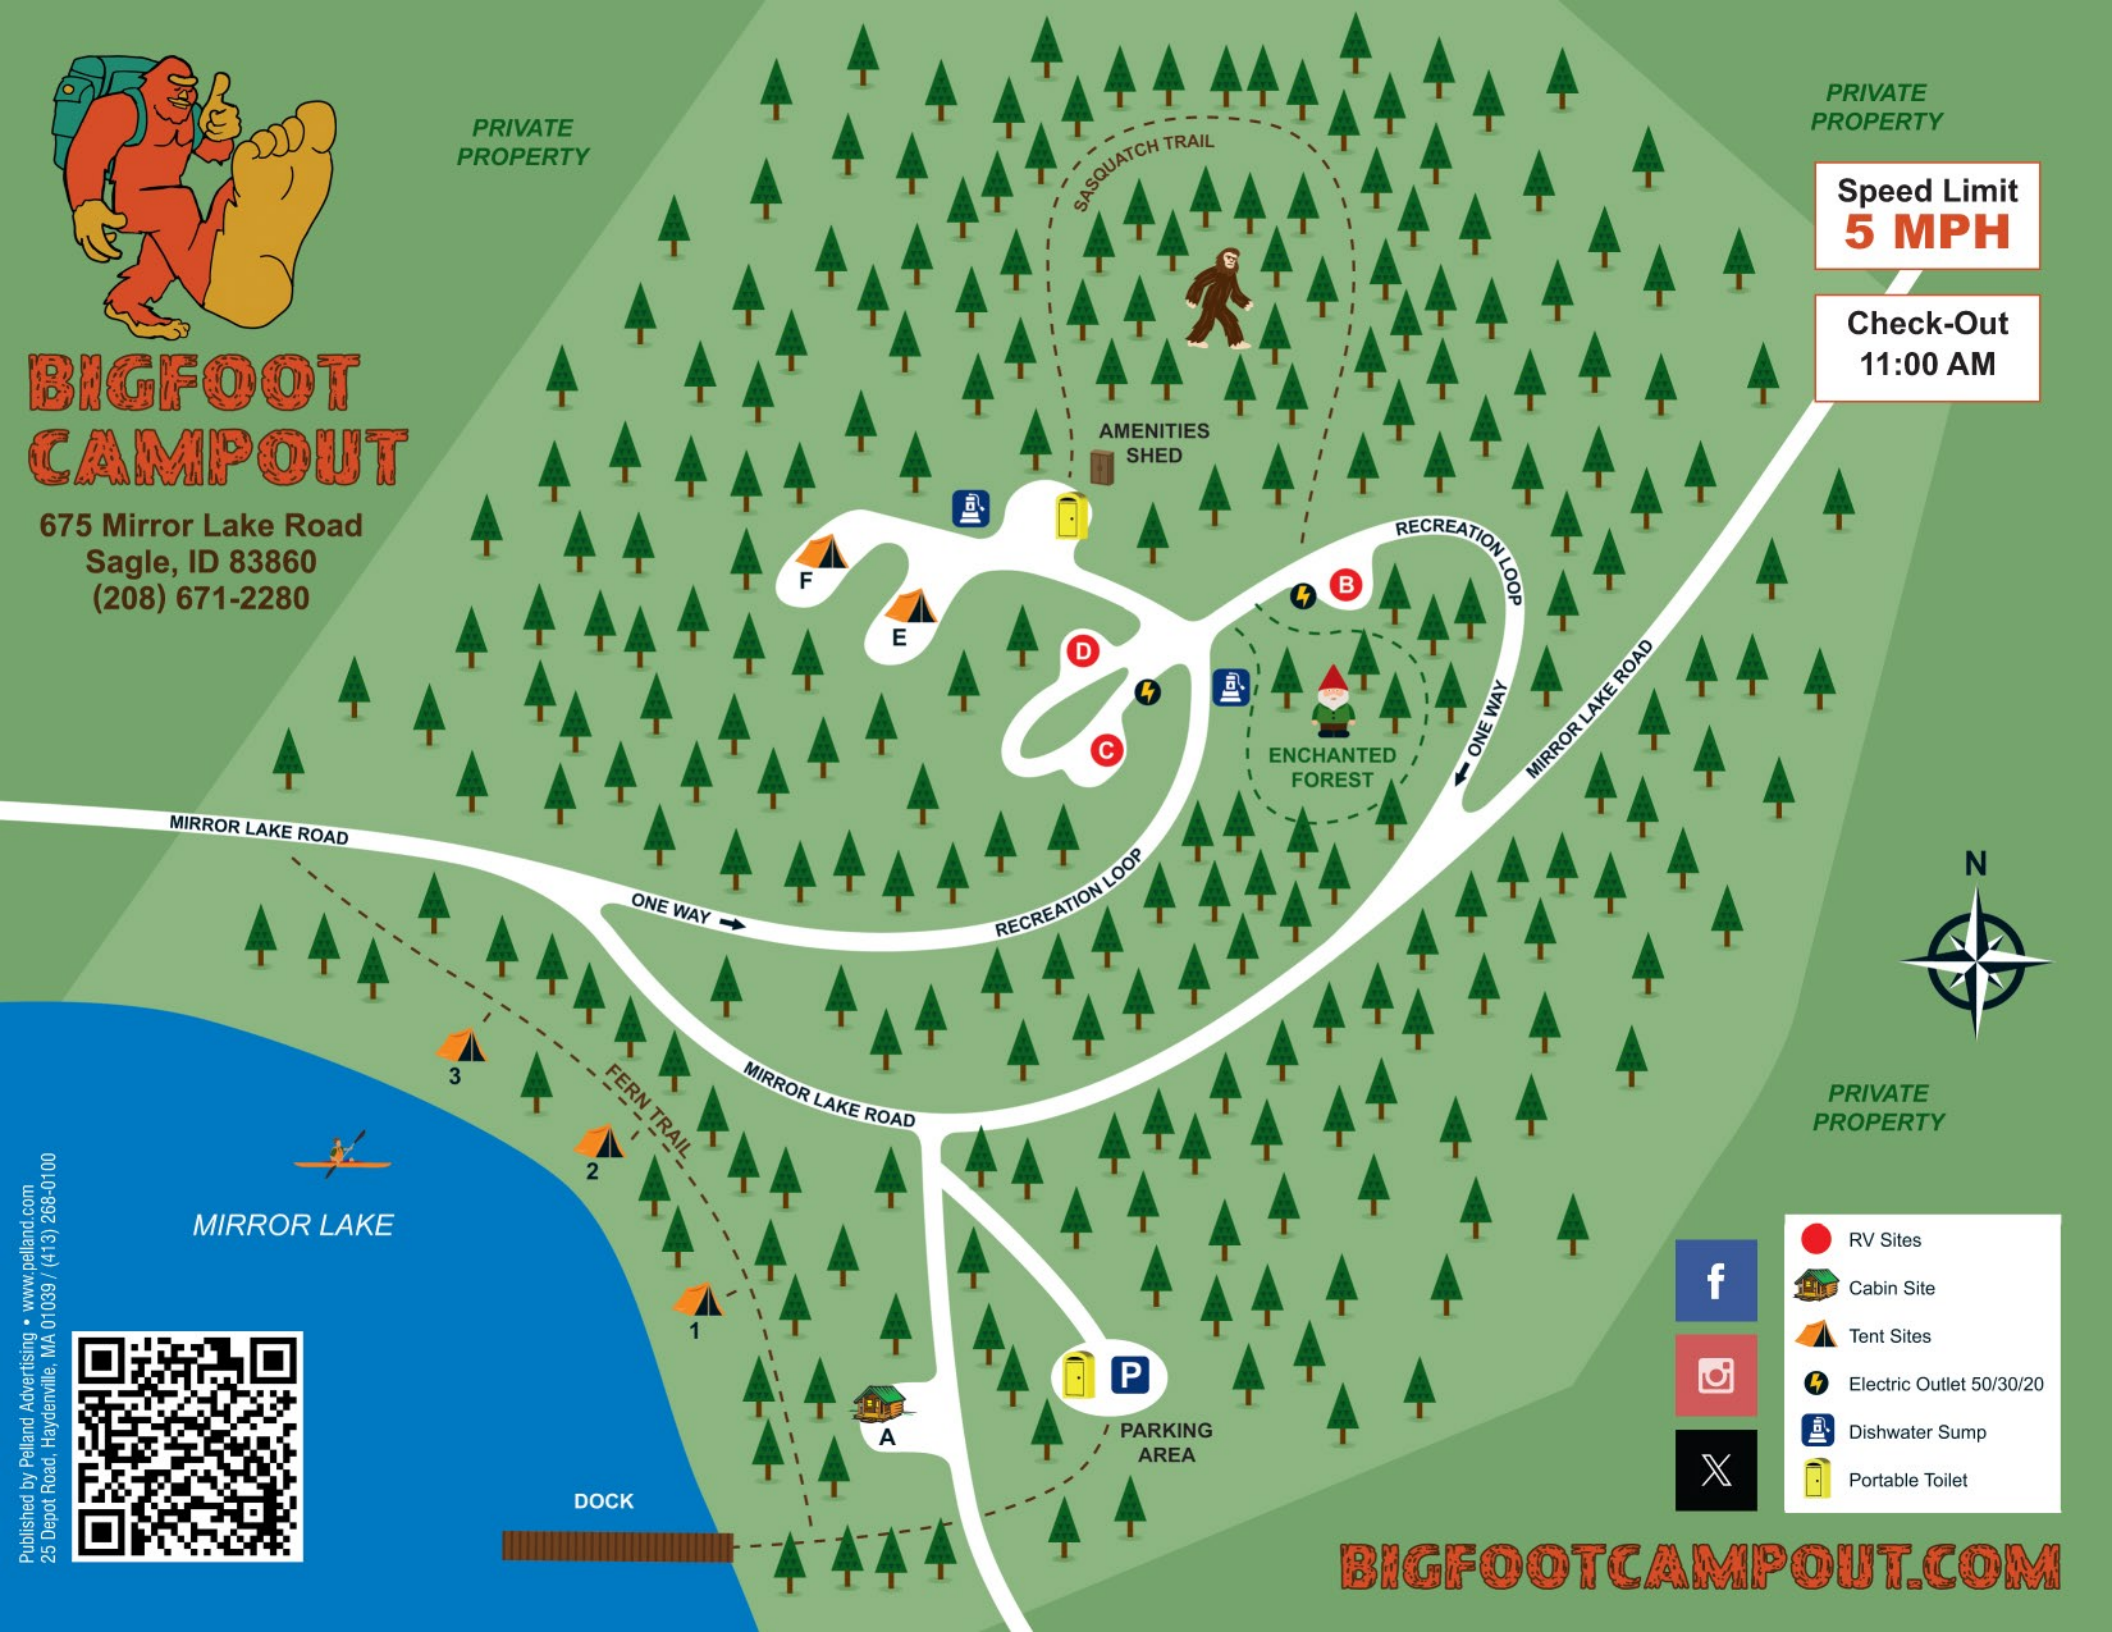 BIGFOOT
CAMPOUT
675 Mirror Lake Road
Sagle, ID 83860
(208) 671-2280
PRIVATE
PROPERTY
PRIVATE
PROPERTY
Speed Limit
5 MPH
Check-Out
11:00 AM
SASQUATCH TRAIL
AMENITIES
SHED
RECREATION LOOP
F
E
B
D
C
ONE WAY
MIRROR LAKE ROAD
ENCHANTED
FOREST
MIRROR LAKE ROAD
ONE WAY
RECRATION LOOP
N
3
FERN TRAIL
2
MIRROR LAKE ROAD
1
PRIVATE
PROPERTY
MIRROR LAKE
A
P
PARKING
AREA
DOCK
f
X
RV Sites
Cabin Site
Tent Sites
Electric Outlet 50/30/20
Dishwater Sump
Portable Toilet
BIGFOOTCAMPOUT.COM
Published by Pelland Advertising • www.pelland.com
25 Depot Road, Haydenville, MA 01039 / (413) 268-0100